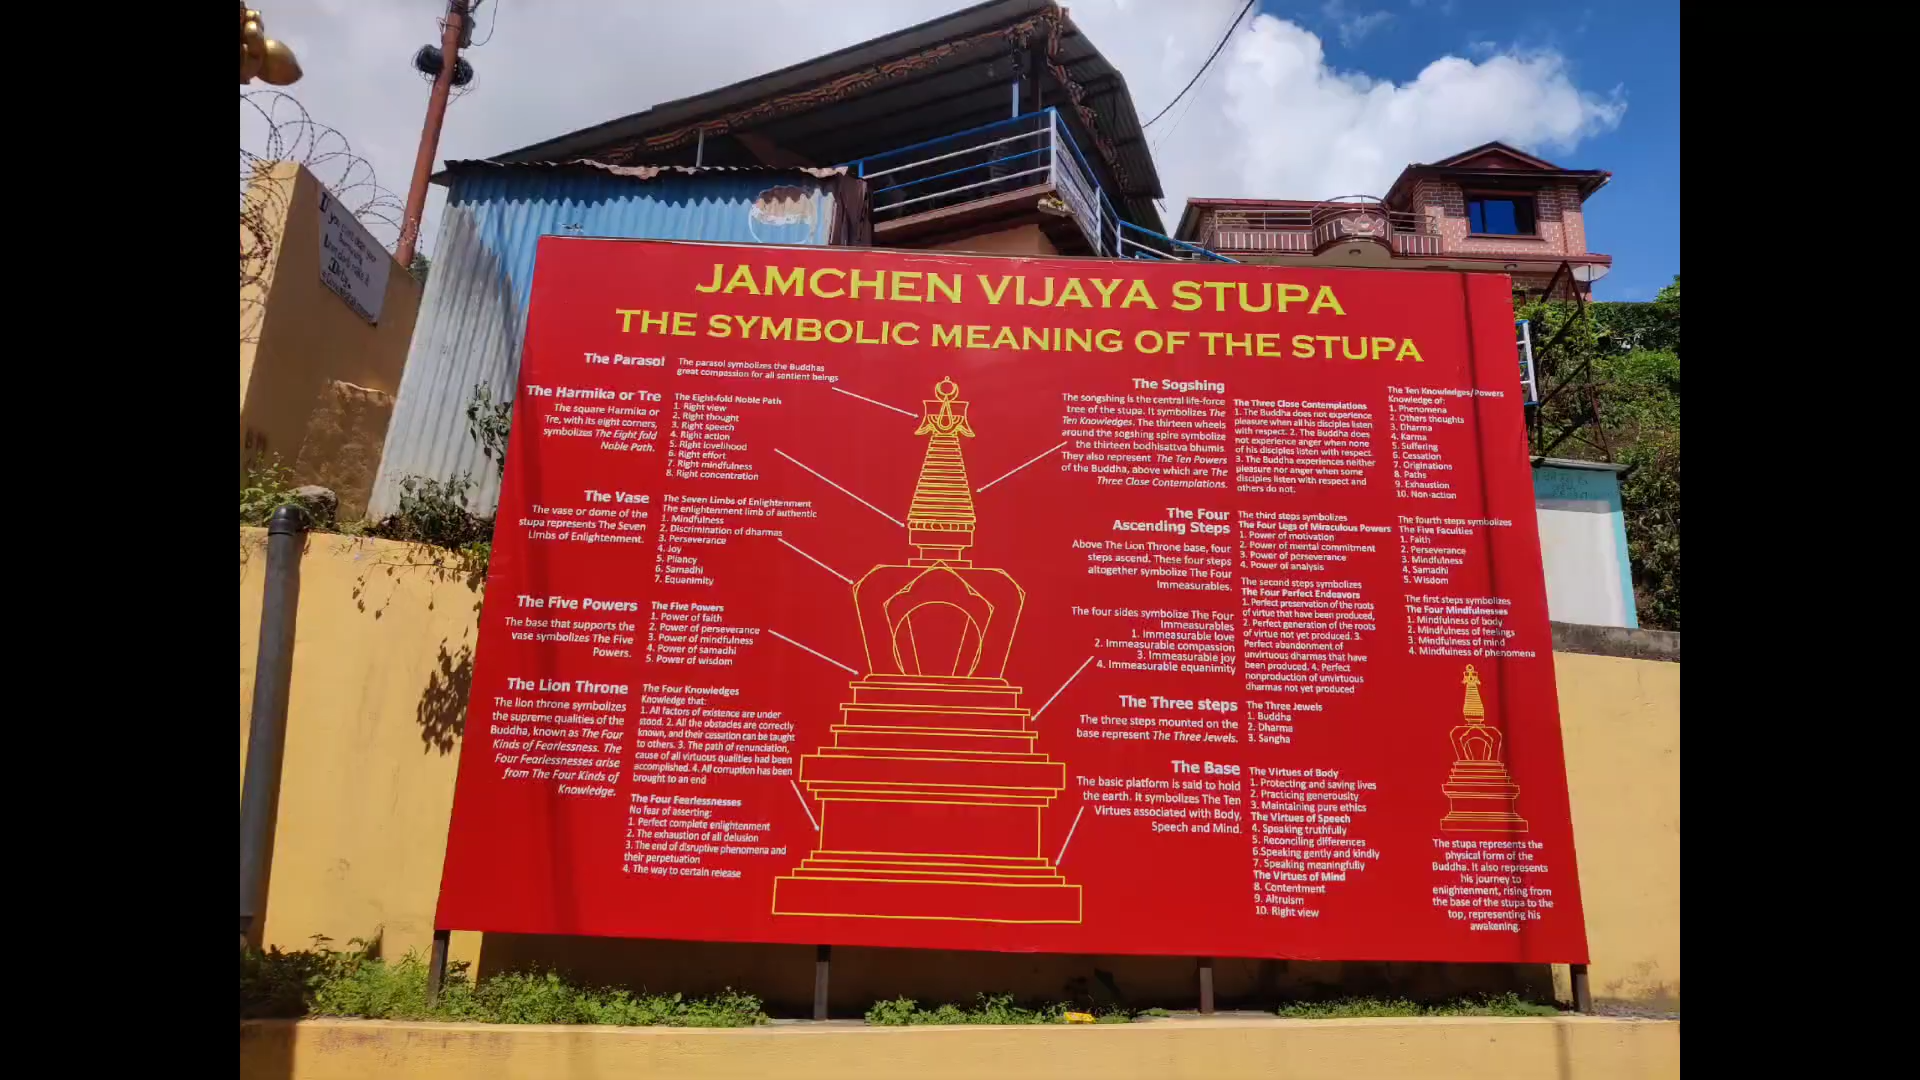 If you can't stop
JAMCHEN VIJAYA STUPA
THE SYMBOLIC MEANING OF THE STUPA
The Parasol
The parasol symbolizes the Buddhas
great compassion for all sentient beings
The Harmika or Tre
The square Harmika or
Tre, with its eight corners,
symbolizes The Eight fold
Noble Path.
The Eight-fold Noble Path
1. Right view
2. Right thought
3. Right speech
4. Right action
5. Right lovelihood
6. Right effort
7. Right mindfulness
8. Right concentration
The Vase
The vase or dome of the
stupa represents The Seven
Limbs of Enlightenment.
The Seven Limbs of Enlightenment
The enlightenment limb of authentic
1. Mindfulness
2. Discrimination of dharmas
3. Perseverance
4. Joy
5. Pliancy
6. Samadhi
7. Equanimity
The Five Powers
The base that supports the
vase symbolizes The Five
Powers.
The Five Powers
1. Power of faith
2. Power of perseverance
3. Power of mindfulness
4. Power of samadhi
5. Power of wisdom
The Lion Throne
The lion throne symbolizes
the supreme qualities of the
Buddha, known as The Four
Kinds of Fearlessness. The
Four Fearlessnesses arise
from The Four Kinds of
Knowledge.
The Four Knowledges
Knowledge that:
1. All factors of existence are under
stood. 2. All the obstacles are correctly
known, and their cessation can be taught
to others. 3. The path of renunciation,
cause of all virtuous qualities had been
accomplished. 4. All corruption has been
brought to an end
The Four Fearlessnesses
No fear of asserting:
1. Perfect complete enlightenment
2. The exhaustion of all delusion
3. The end of disruptive phenomena and
their perpetuation
4. The way to certain release
The Sogshing
The songshing is the central life-force
tree of the stupa. It symbolizes The
Ten Knowledges. The thirteen wheels
around the sogshing spire symbolize
the thirteen bodhisattva bhumis.
They also represent The Ten Powers
of the Buddha, above which are The
Three Close Contemplations.
The Three Close Contemplations
1. The Buddha does not experience
pleasure when all his disciples listen
with respect. 2. The Buddha does
not experience anger when none
of his disciples listen with respect.
3. The Buddha experiences neither
pleasure nor anger when some
disciples listen with respect and
others do not.
The Ten Knowledges/Powers
Knowledge of:
1. Phenomena
2. Others thoughts
3. Dharma
4. Karma
5. Suffering
6. Cessation
7. Originations
8. Paths
9. Exhaustion
10. Non-action
The Four
Ascending Steps
Above The Lion Throne base, four
steps ascend. These four steps
altogether symbolize The Four
Immeasurables.
The four sides symbolize The Four
Immeasurables
1. Immeasurable love
2. Immeasurable compassion
3. Immeasurable joy
4. Immeasurable equanimity
The third steps symbolizes
The Four Legs of Miraculous Powers
1. Power of motivation
2. Power of mental commitment
3. Power of perseverance
4. Power of analysis
The second steps symbolizes
The Four Perfect Endeavors
1. Perfect preservation of the roots
of virtue that have been produced,
2. Perfect generation of the roots
of virtue not yet produced. 3.
Perfect abandonment of
unvirtuous dharmas that have
been produced. 4. Perfect
nonproduction of unvirtuous
dharmas not yet produced
The fourth steps symbolizes
The Five Faculties
1. Faith
2. Perseverance
3. Mindfulness
4. Samadhi
5. Wisdom
The first steps symbolizes
The Four Mindfulnesses
1. Mindfulness of body
2. Mindfulness of feelings
3. Mindfulness of mind
4. Mindfulness of phenomena
The Three steps
The three steps mounted on the
base represent The Three Jewels.
The Three Jewels
1. Buddha
2. Dharma
3. Sangha
The Base
The basic platform is said to hold
the earth. It symbolizes The Ten
Virtues associated with Body,
Speech and Mind.
The Virtues of Body
1. Protecting and saving lives
2. Practicing generousity
3. Maintaining pure ethics
The Virtues of Speech
4. Speaking truthfully
5. Reconciling differences
6.Speaking gently and kindly
7. Speaking meaningfully
The Virtues of Mind
8. Contentment
9. Altruism
10. Right view
The stupa represents the
physical form of the
Buddha. It also represents
his journey to
enlightenment, rising from
the base of the stupa to the
top, representing his
awakening.